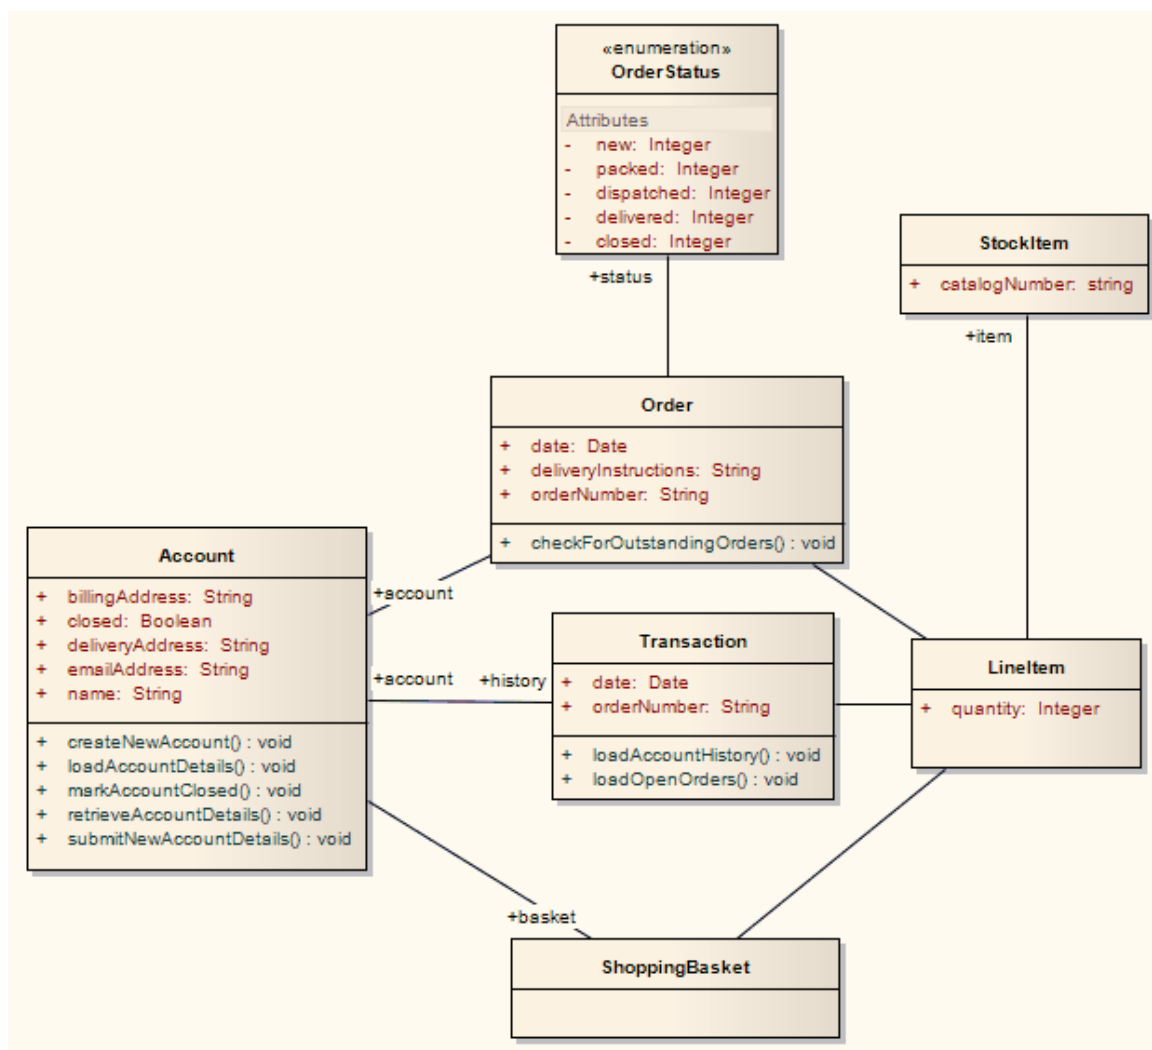 «enumeration»
OrderStatus
Attributes
- new: Integer
- packed: Integer
- dispatched: Integer
- delivered: Integer
- closed: Integer
+status
StockItem
+ catalogNumber: string
+item
Order
+ date: Date
+ deliveryInstructions: String
+ orderNumber: String
+ checkForOutstandingOrders() : void
Account
+ billingAddress: String
+ closed: Boolean
+ deliveryAddress: String
+ emailAddress: String
+ name: String
+ createNewAccount() : void
+ loadAccountDetails() : void
+ markAccountClosed() : void
+ retrieveAccountDetails() : void
+ submitNewAccountDetails() : void
+account
+account
+history
Transaction
+ date: Date
+ orderNumber: String
+ loadAccountHistory() : void
+ loadOpenOrders() : void
LineItem
+ quantity: Integer
+basket
ShoppingBasket